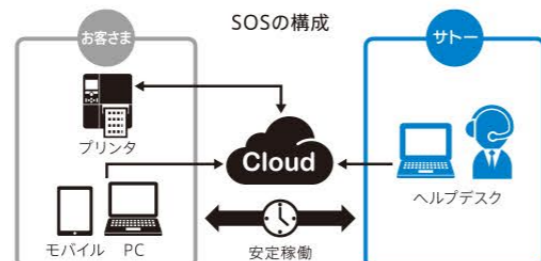 SOSの構成
お客さま
サトー
プリンタ
Cloud
ヘルプデスク
モバイル PC
安定稼働